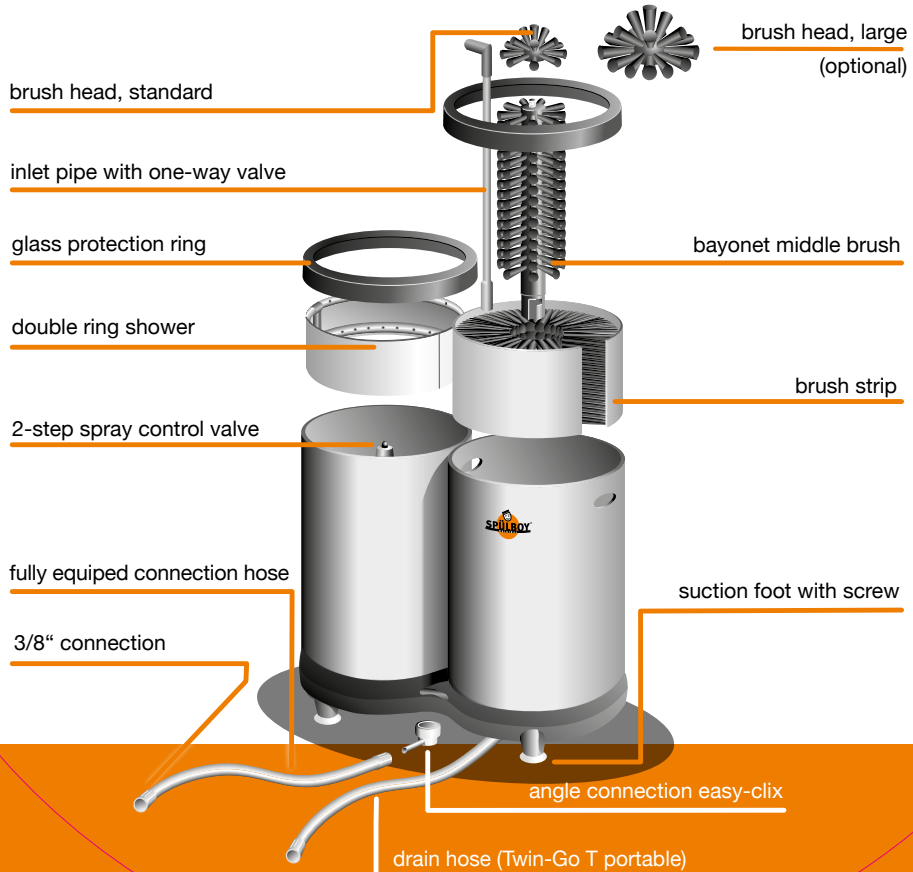 brush head, large
(optional)
brush head, standard
inlet pipe with one-way valve
glass protection ring
bayonet middle brush
double ring shower
brush strip
2-step spray control valve
SPÜLBOY
fully equiped connection hose
suction foot with screw
3/8“ connection
angle connection easy-clix
drain hose (Twin-Go T portable)